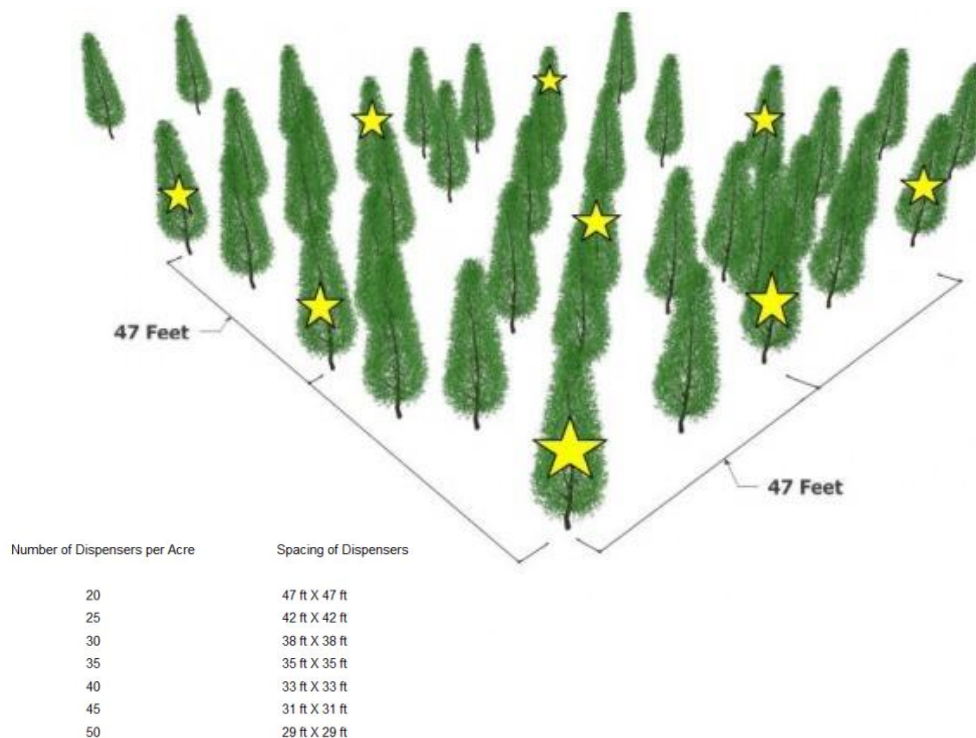 47 Feet
47 Feet
Number of Dispensers per Acre Spacing of Dispensers
20 47 ft X 47 ft
25 42 ft X 42 ft
30 38 ft X 38 ft
35 35 ft X 35 ft
40 33 ft X 33 ft
45 31 ft X 31 ft
50 29 ft X 29 ft